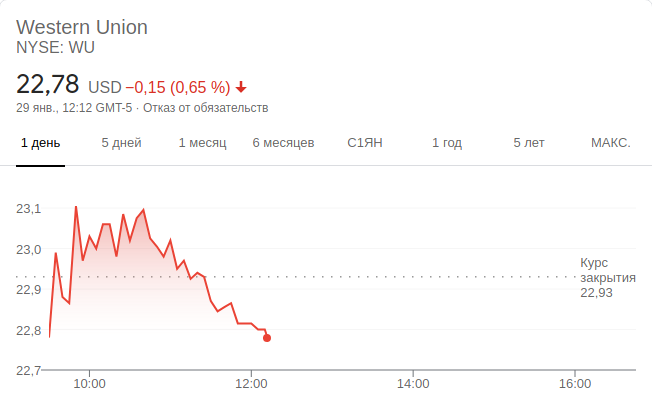 Western Union
NYSE: WU
22,78 USD −0,15 (0,65 %)
29 янв., 12:12 GMT-5 · Отказ от обязательств
1 день 5 дней 1 месяц 6 месяцев С1ЯН 1 год 5 лет МАКС.
23,1
23,0
Курс
закрытия
22,93
22,9
22,8
22,7
10:00 12:00 14:00 16:00